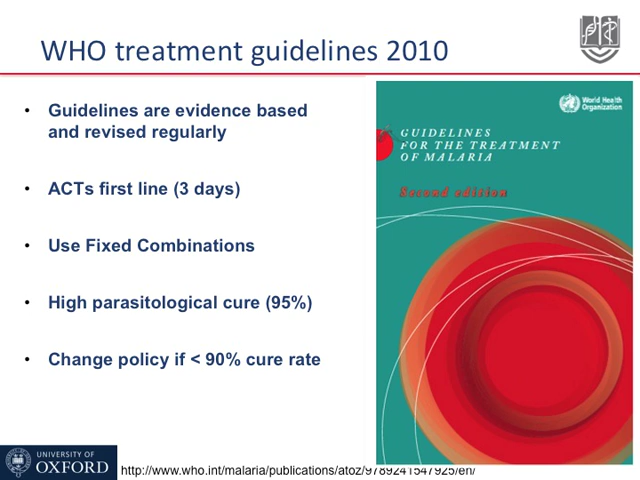 WHO treatment guidelines 2010
• Guidelines are evidence based
and revised regularly
• ACTs first line (3 days)
• Use Fixed Combinations
• High parasitological cure (95%)
• Change policy if < 90% cure rate
World Health
Organization
GUIDELINES
FOR THE TREATMENT
OF MALARIA
Second edition
UNIVERSITY OF
OXFORD
http://www.who.int/malaria/publications/atoz/9789241547925/en/